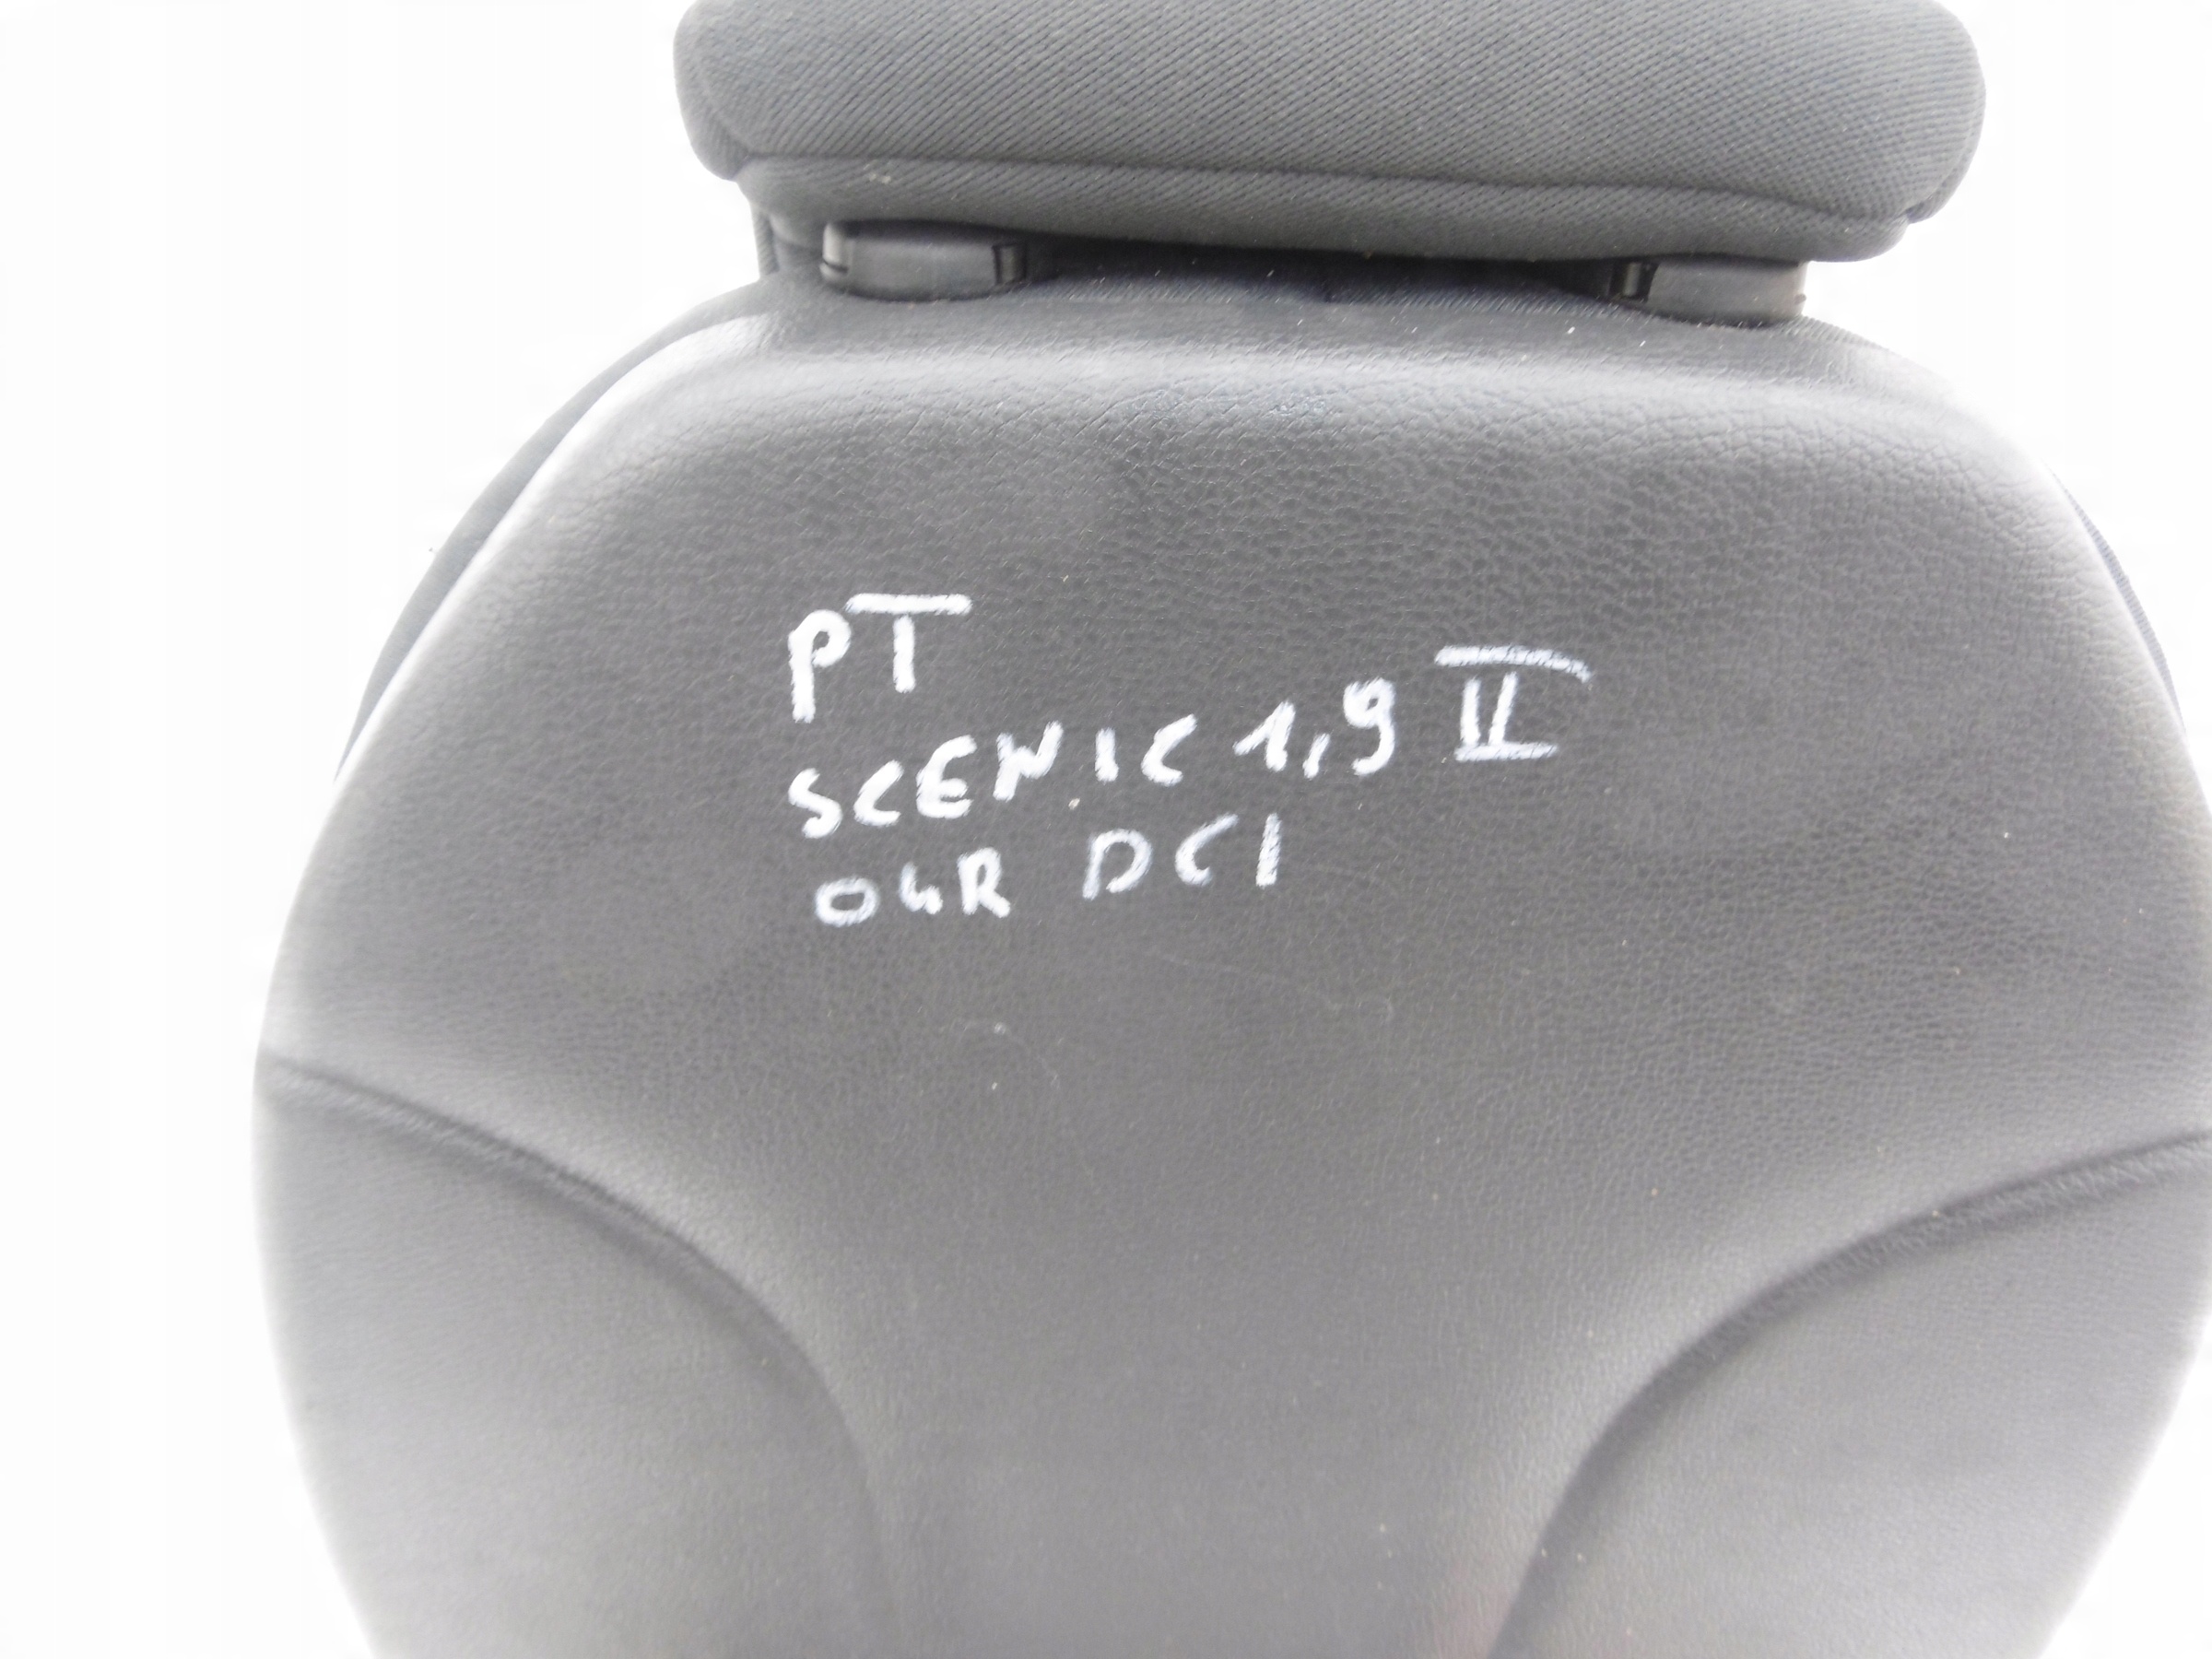 PT
SCENIC 1,9 II
04R DCI